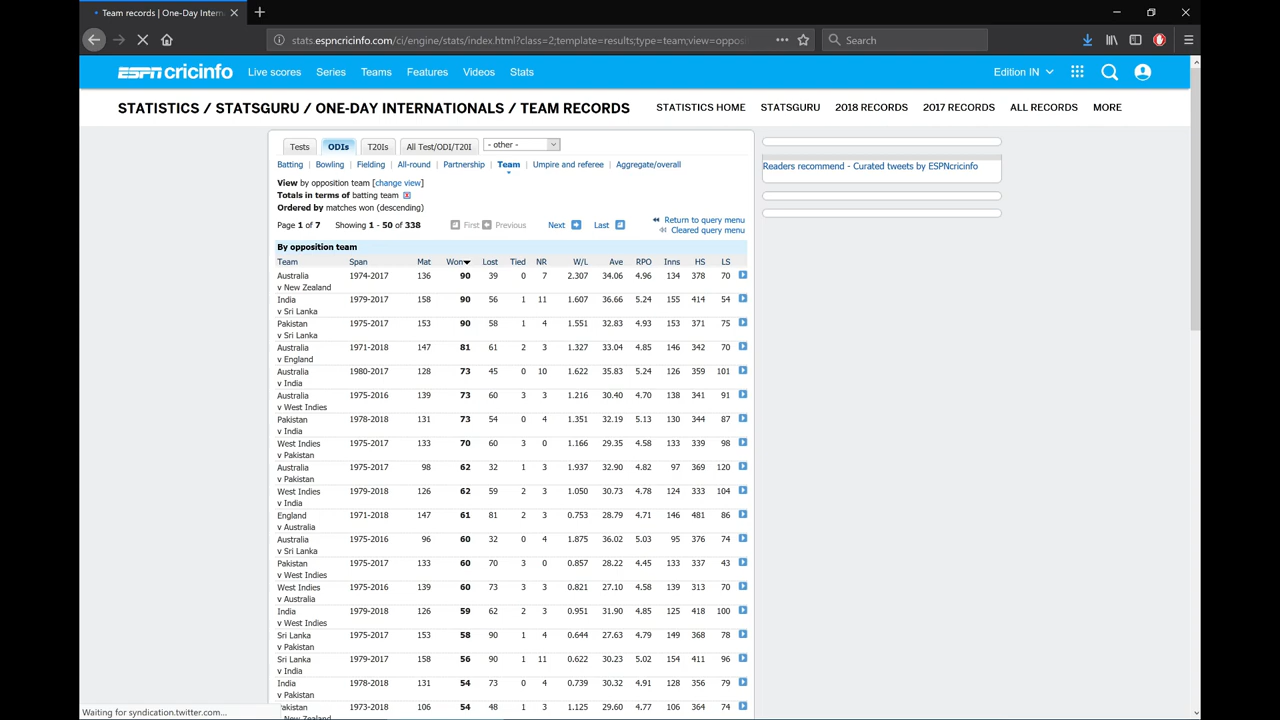 Team records | One-Day Intern
stats.espncricinfo.com/ci/engine/stats/index.html?class=2;template=results;type=team;view=opposi
Search
ESPN cricinfo Live scores Series Teams Features Videos Stats Edition IN
STATISTICS / STATSGURU / ONE-DAY INTERNATIONALS / TEAM RECORDS STATISTICS HOME STATSGURU 2018 RECORDS 2017 RECORDS ALL RECORDS MORE
Tests ODIs T20Is All Test/ODI/T20I - other -
Batting Bowling Fielding All-round Partnership Team Umpire and referee Aggregate/overall
Readers recommend - Curated tweets by ESPNcricinfo
View by opposition team [change view]
Totals in terms of batting team
Ordered by matches won (descending)
Page 1 of 7 Showing 1 - 50 of 338 First Previous Next Last
Return to query menu
Cleared query menu
By opposition team
Team Span Mat Won Lost Tied NR W/L Ave RPO Inns HS LS
Australia 1974-2017 136 90 39 0 7 2.307 34.06 4.96 134 378 70
v New Zealand
India 1979-2017 158 90 56 1 11 1.607 36.66 5.24 155 414 54
v Sri Lanka
Pakistan 1975-2017 153 90 58 1 4 1.551 32.83 4.93 153 371 75
v Sri Lanka
Australia 1971-2018 147 81 61 2 3 1.327 33.04 4.85 146 342 70
v England
Australia 1980-2017 128 73 45 0 10 1.622 35.83 5.24 126 359 101
v India
Australia 1975-2016 139 73 60 3 3 1.216 30.40 4.70 138 341 91
v West Indies
Pakistan 1978-2018 131 73 54 0 4 1.351 32.19 5.13 130 344 87
v India
West Indies 1975-2017 133 70 60 3 0 1.166 29.35 4.58 133 339 98
v Pakistan
Australia 1975-2017 98 62 32 1 3 1.937 32.90 4.82 97 369 120
v Pakistan
West Indies 1979-2018 126 62 59 2 3 1.050 30.73 4.78 124 333 104
v India
England 1971-2018 147 61 81 2 3 0.753 28.79 4.71 146 481 86
v Australia
Australia 1975-2016 96 60 32 0 4 1.875 36.02 5.03 95 376 74
v Sri Lanka
Pakistan 1975-2017 133 60 70 3 0 0.857 28.22 4.45 133 337 43
v West Indies
West Indies 1975-2016 139 60 73 3 3 0.821 27.10 4.58 139 313 70
v Australia
India 1979-2018 126 59 62 2 3 0.951 31.90 4.85 125 418 100
v West Indies
Sri Lanka 1975-2017 153 58 90 1 4 0.644 27.63 4.79 149 368 78
v Pakistan
Sri Lanka 1979-2017 158 56 90 1 11 0.622 30.23 5.02 154 411 96
v India
India 1978-2018 131 54 73 0 4 0.739 30.32 4.91 128 356 79
v Pakistan
Pakistan 1973-2018 106 54 48 1 3 1.125 29.60 4.77 106 364 74
v New Zealand
Waiting for syndication.twitter.com...